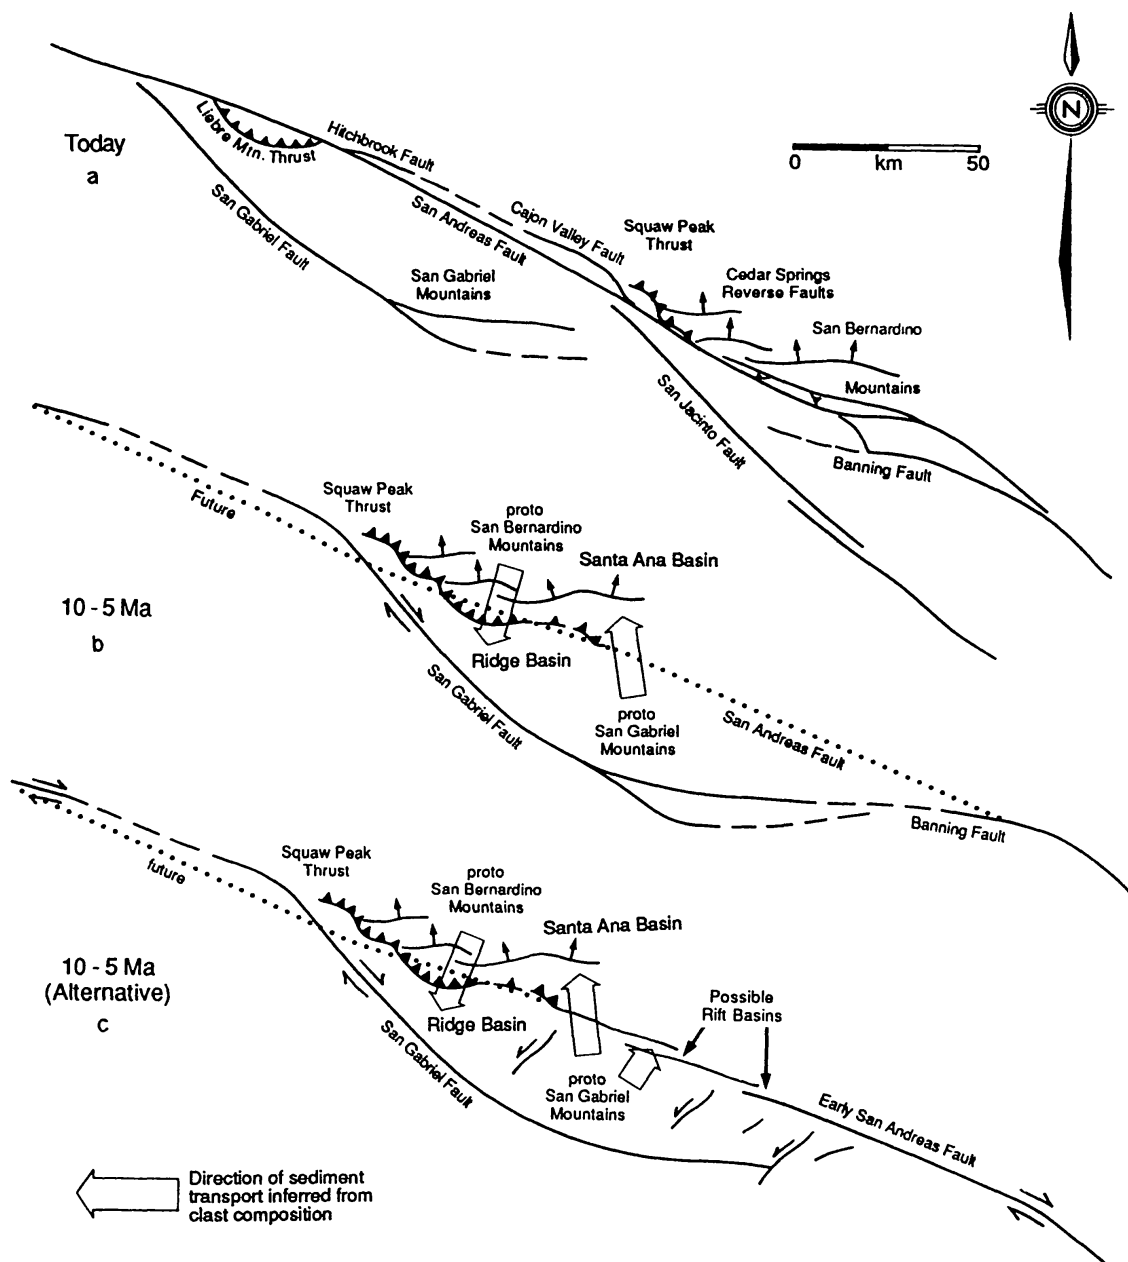 N
Today
a
Liebre Mtn. Thrust
Hitchbrook Fault
San Gabriel Fault
San Andreas Fault
San Gabriel
Mountains
Cajon Valley Fault
Squaw Peak
Thrust
Cedar Springs
Reverse Faults
San Bernardino
Mountains
San Jacinto Fault
Banning Fault
0 km 50
10 - 5 Ma
b
Future
Squaw Peak
Thrust
proto
San Bernardino
Mountains
Santa Ana Basin
Ridge Basin
San Gabriel Fault
proto
San Gabriel
Mountains
San Andreas Fault
Banning Fault
10 - 5 Ma
(Alternative)
c
future
Squaw Peak
Thrust
proto
San Bernardino
Mountains
Santa Ana Basin
Ridge Basin
San Gabriel Fault
proto
San Gabriel
Mountains
Possible
Rift Basins
Early San Andreas Fault
Direction of sediment
transport inferred from
clast composition